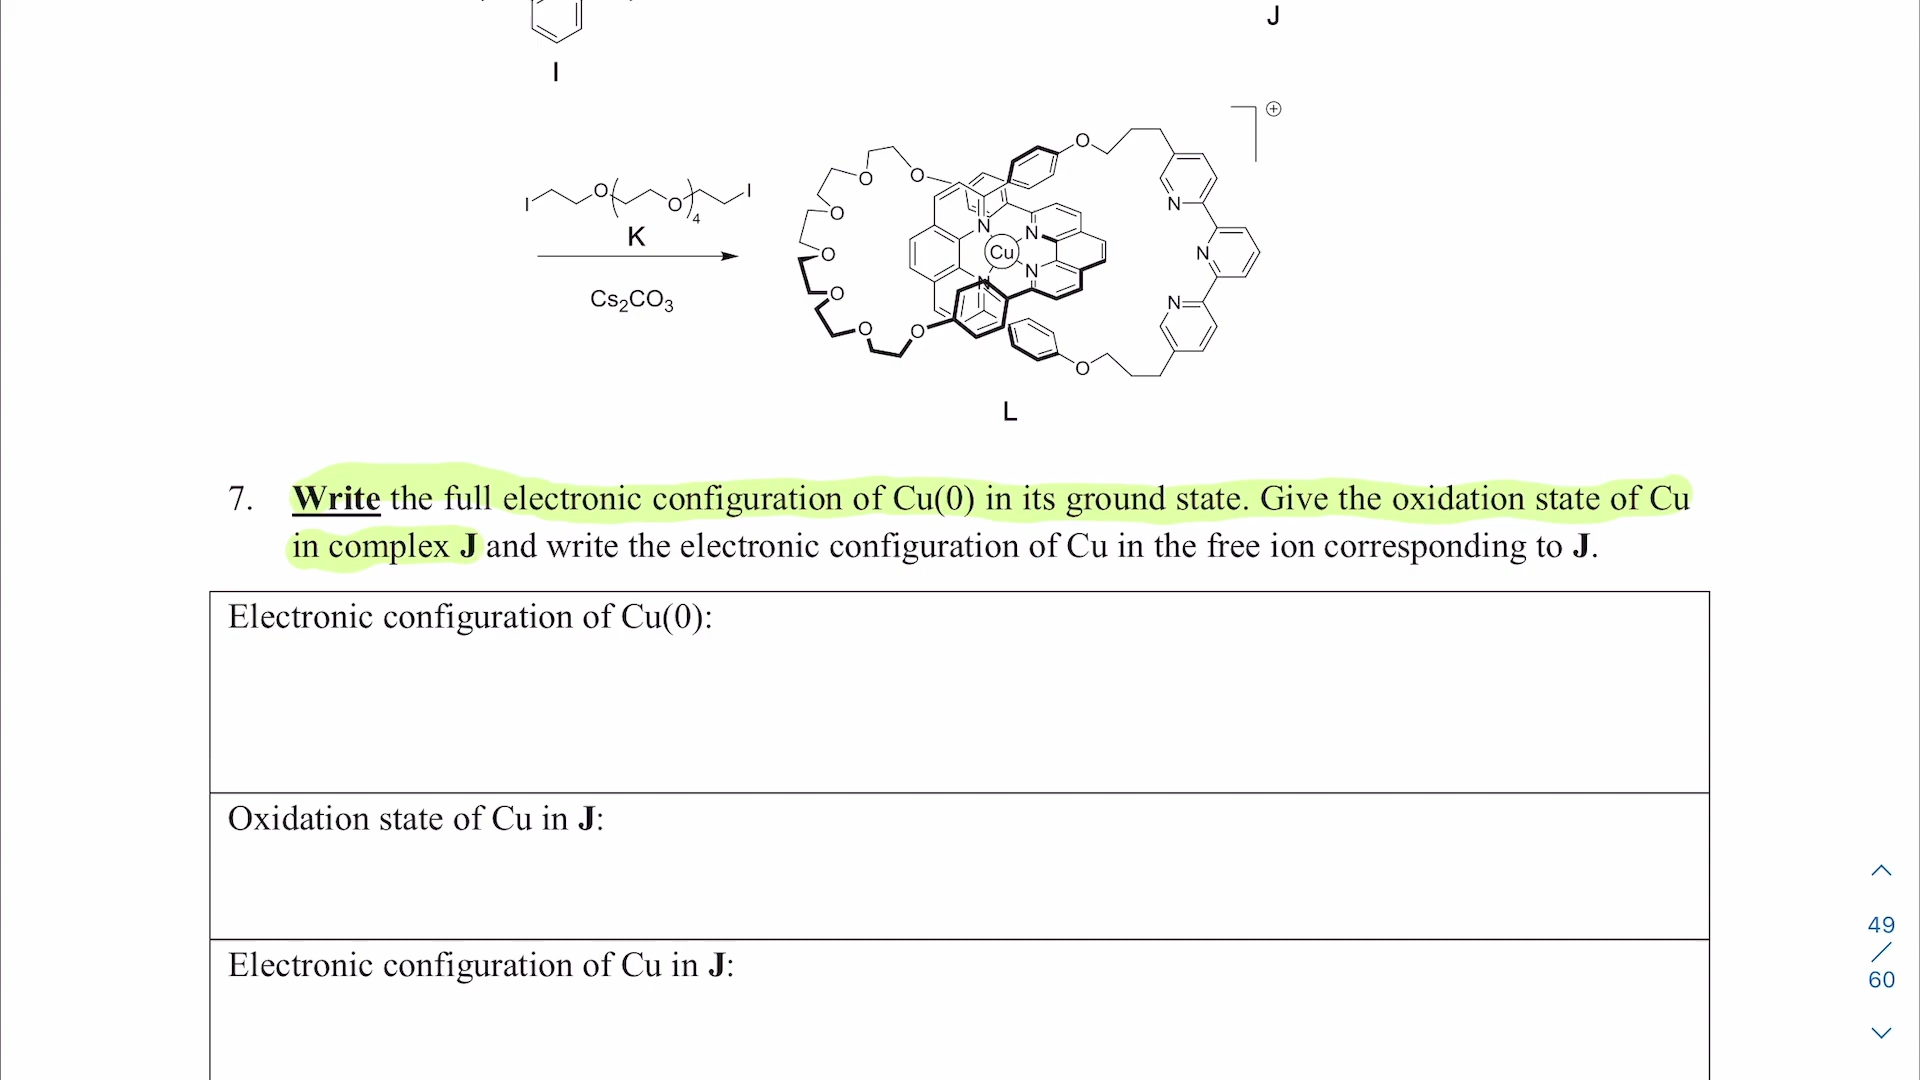 J
I
⊕
I O ( O ) 4 I
K
Cs2CO3
O O O O O O O O
N N N N Cu
O O
N N N
L
7. Write the full electronic configuration of Cu(0) in its ground state. Give the oxidation state of Cu
in complex J and write the electronic configuration of Cu in the free ion corresponding to J.
Electronic configuration of Cu(0):
Oxidation state of Cu in J:
Electronic configuration of Cu in J:
49
/
60